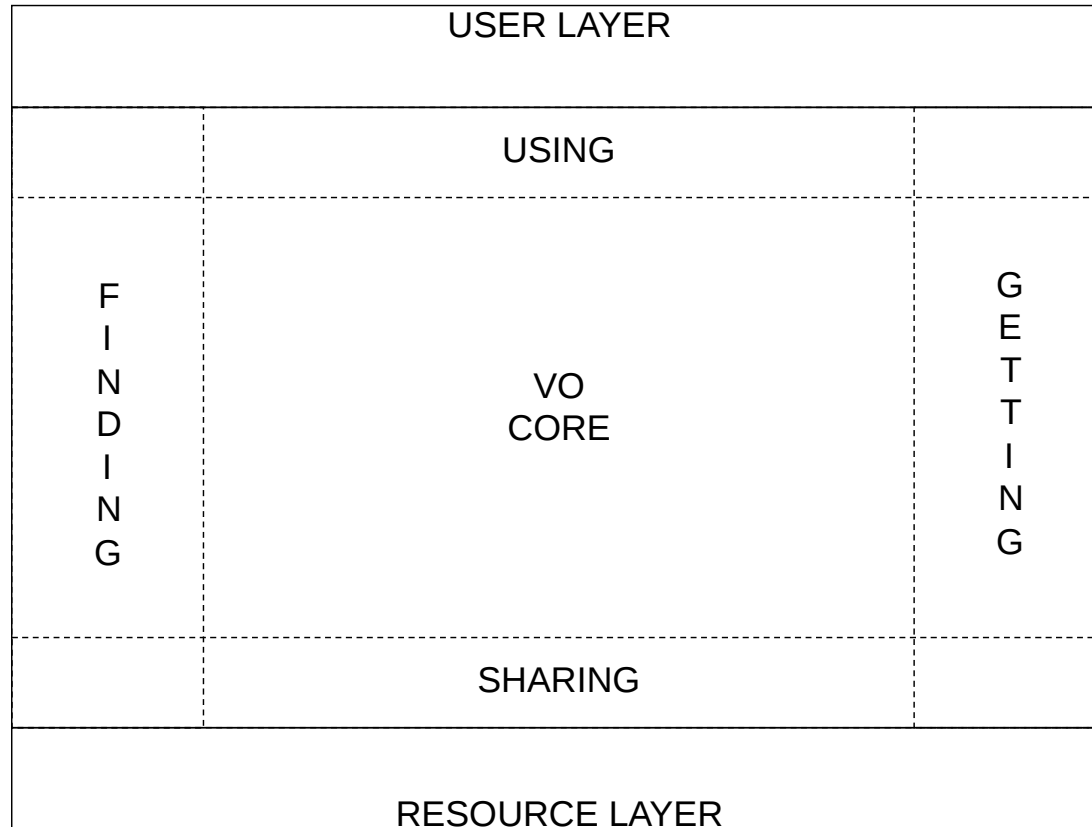 USER LAYER
USING
FINDING
VO
CORE
GETTING
SHARING
RESOURCE LAYER